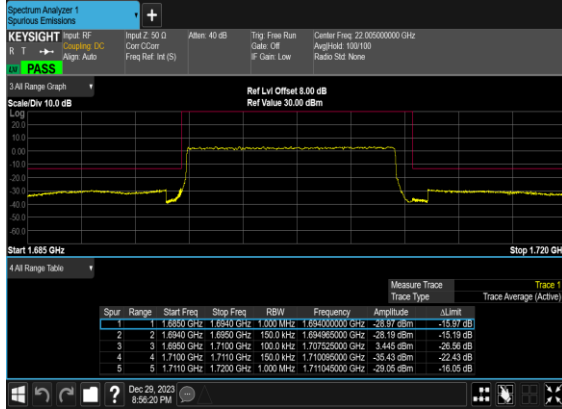 Spectrum Analyzer 1
Spurious Emissions
+
KEYSIGHT Input: RF Input Z: 50 Ω Atten: 40 dB Trig: Free Run Center Freq: 22.005000000 GHz
R T Coupling: DC Corr CCorr Gate: Off Avg|Hold: 100/100
Align: Auto Freq Ref: Int (S) IF Gain: Low Radio Std: None
PASS
3 All Range Graph
Ref Lvl Offset 8.00 dB
Scale/Div 10.0 dB Ref Value 30.00 dBm
Log
20.0
10.0
0.00
-10.0
-20.0
-30.0
-40.0
-50.0
-60.0
Start 1.685 GHz Stop 1.720 GH
4 All Range Table
Measure Trace Trace 1
Trace Type Trace Average (Active)
Spur Range Start Freq Stop Freq RBW Frequency Amplitude ΔLimit
1 1 1.6850 GHz 1.6940 GHz 1.000 MHz 1.694000000 GHz -28.97 dBm -15.97 dB
2 2 1.6940 GHz 1.6950 GHz 150.0 kHz 1.694965000 GHz -28.19 dBm -15.19 dB
3 3 1.6950 GHz 1.7100 GHz 100.0 kHz 1.707525000 GHz 3.445 dBm -26.56 dB
4 4 1.7100 GHz 1.7110 GHz 150.0 kHz 1.710095000 GHz -35.43 dBm -22.43 dB
5 5 1.7110 GHz 1.7200 GHz 1.000 MHz 1.711045000 GHz -29.05 dBm -16.05 dB
? Dec 29, 2023
8:56:20 PM